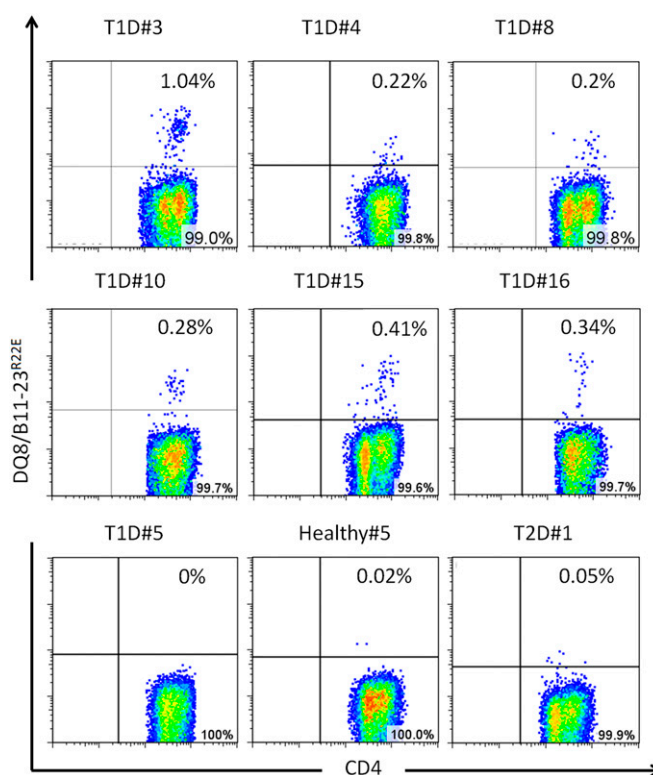 T1D#3 T1D#4 T1D#8
1.04% 0.22% 0.2%
99.0% 99.8% 99.8%
T1D#10 T1D#15 T1D#16
0.28% 0.41% 0.34%
99.7% 99.6% 99.7%
T1D#5 Healthy#5 T2D#1
0% 0.02% 0.05%
100% 100.0% 99.9%
DQ8/B11-23R22E
CD4